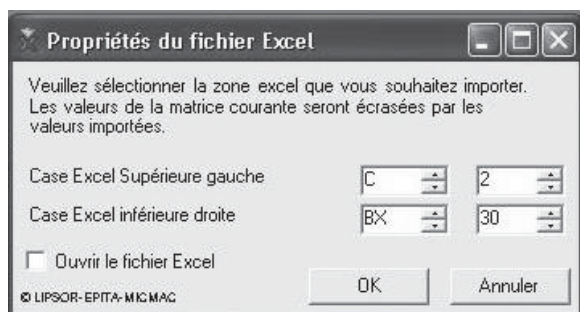 Propriétés du fichier Excel
Veuillez sélectionner la zone excel que vous souhaitez importer.
Les valeurs de la matrice courante seront écrasées par les
valeurs importées.
Case Excel Supérieure gauche C 2
Case Excel inférieure droite BX 30
Ouvrir le fichier Excel
OK Annuler
© LIPSOR-EPITA-MICMAC